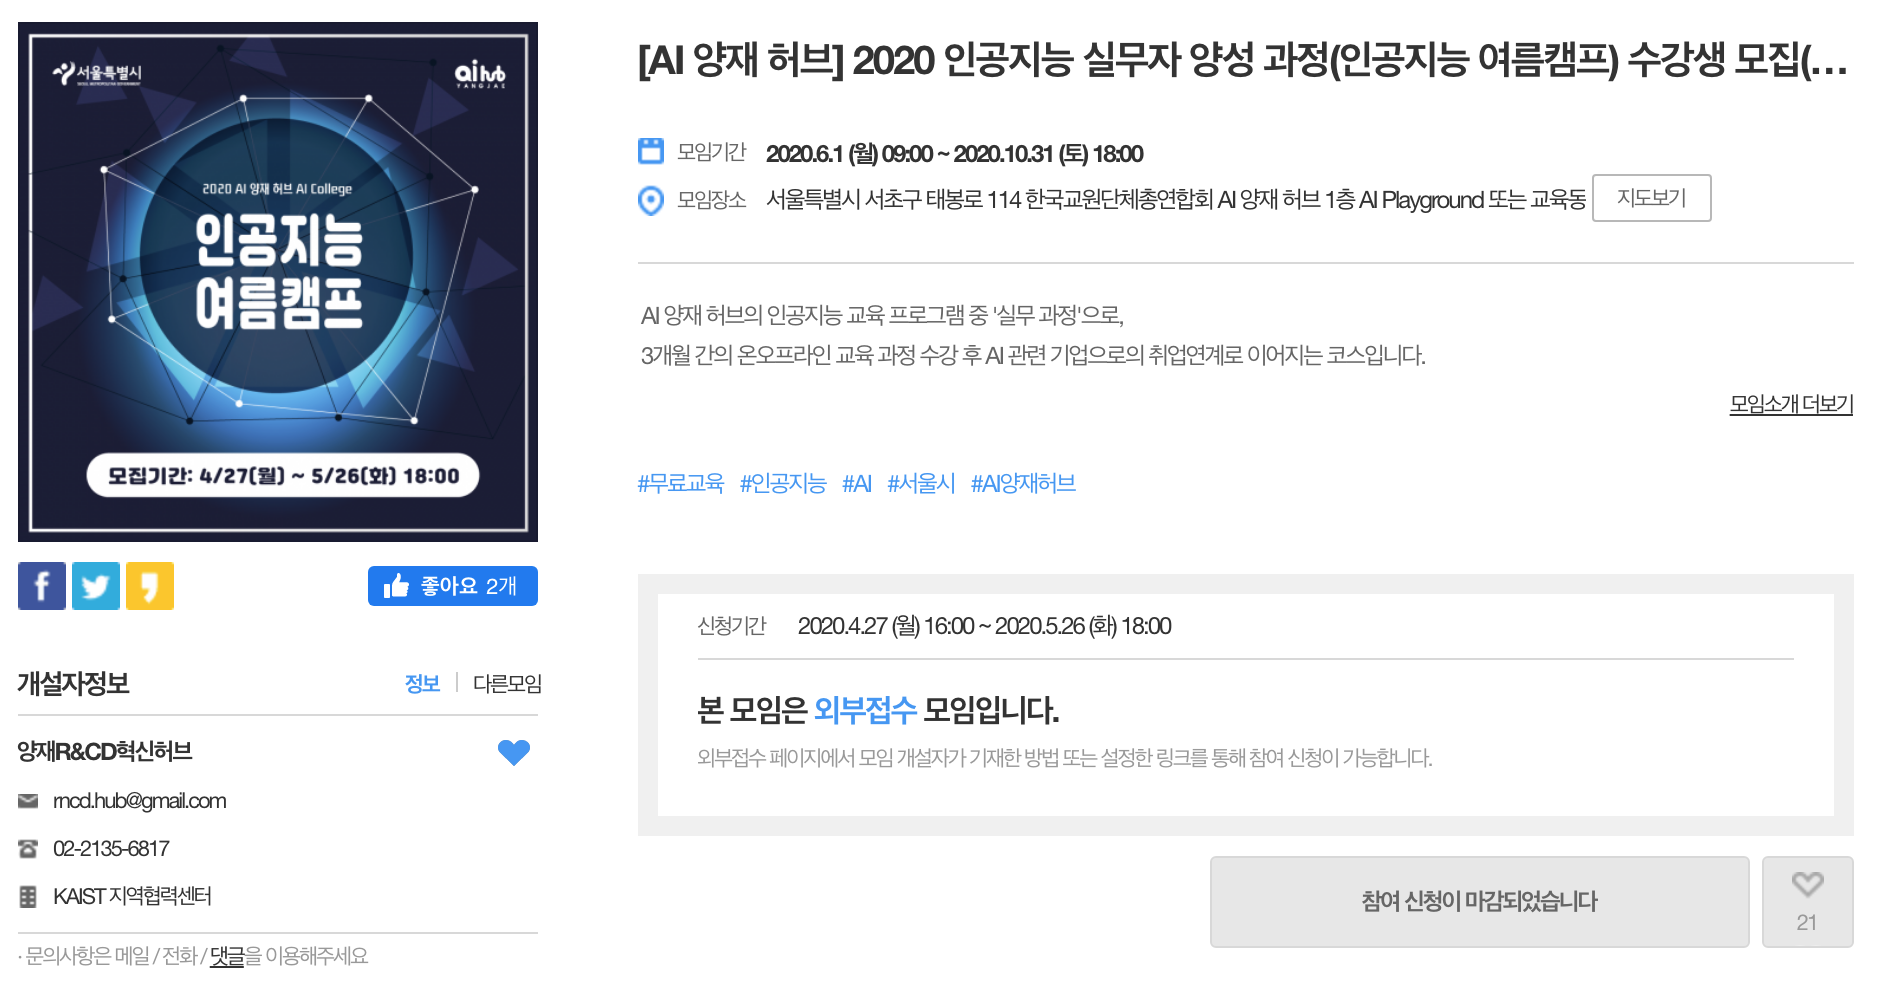 서울특별시
SEOUL METROPOLITAN GOVERNMENT
ai hub
YANGJAE
2020 AI 양재 허브 AI College
인공지능
여름캠프
모집기간: 4/27(월) ~ 5/26(화) 18:00
좋아요 2개
개설자정보
정보 | 다른모임
양재R&CD혁신허브
rncd.hub@gmail.com
02-2135-6817
KAIST 지역협력센터
· 문의사항은 메일 / 전화 / 댓글을 이용해주세요
[AI 양재 허브] 2020 인공지능 실무자 양성 과정(인공지능 여름캠프) 수강생 모집(...
모임기간 2020.6.1 (월) 09:00 ~ 2020.10.31 (토) 18:00
모임장소 서울특별시 서초구 태봉로 114 한국교원단체총연합회 AI 양재 허브 1층 AI Playground 또는 교육동 지도보기
AI 양재 허브의 인공지능 교육 프로그램 중 '실무 과정'으로,
3개월 간의 온오프라인 교육 과정 수강 후 AI 관련 기업으로의 취업연계로 이어지는 코스입니다.
모임소개 더보기
#무료교육 #인공지능 #AI #서울시 #AI양재허브
신청기간 2020.4.27 (월) 16:00 ~ 2020.5.26 (화) 18:00
본 모임은 외부접수 모임입니다.
외부접수 페이지에서 모임 개설자가 기재한 방법 또는 설정한 링크를 통해 참여 신청이 가능합니다.
참여 신청이 마감되었습니다
21